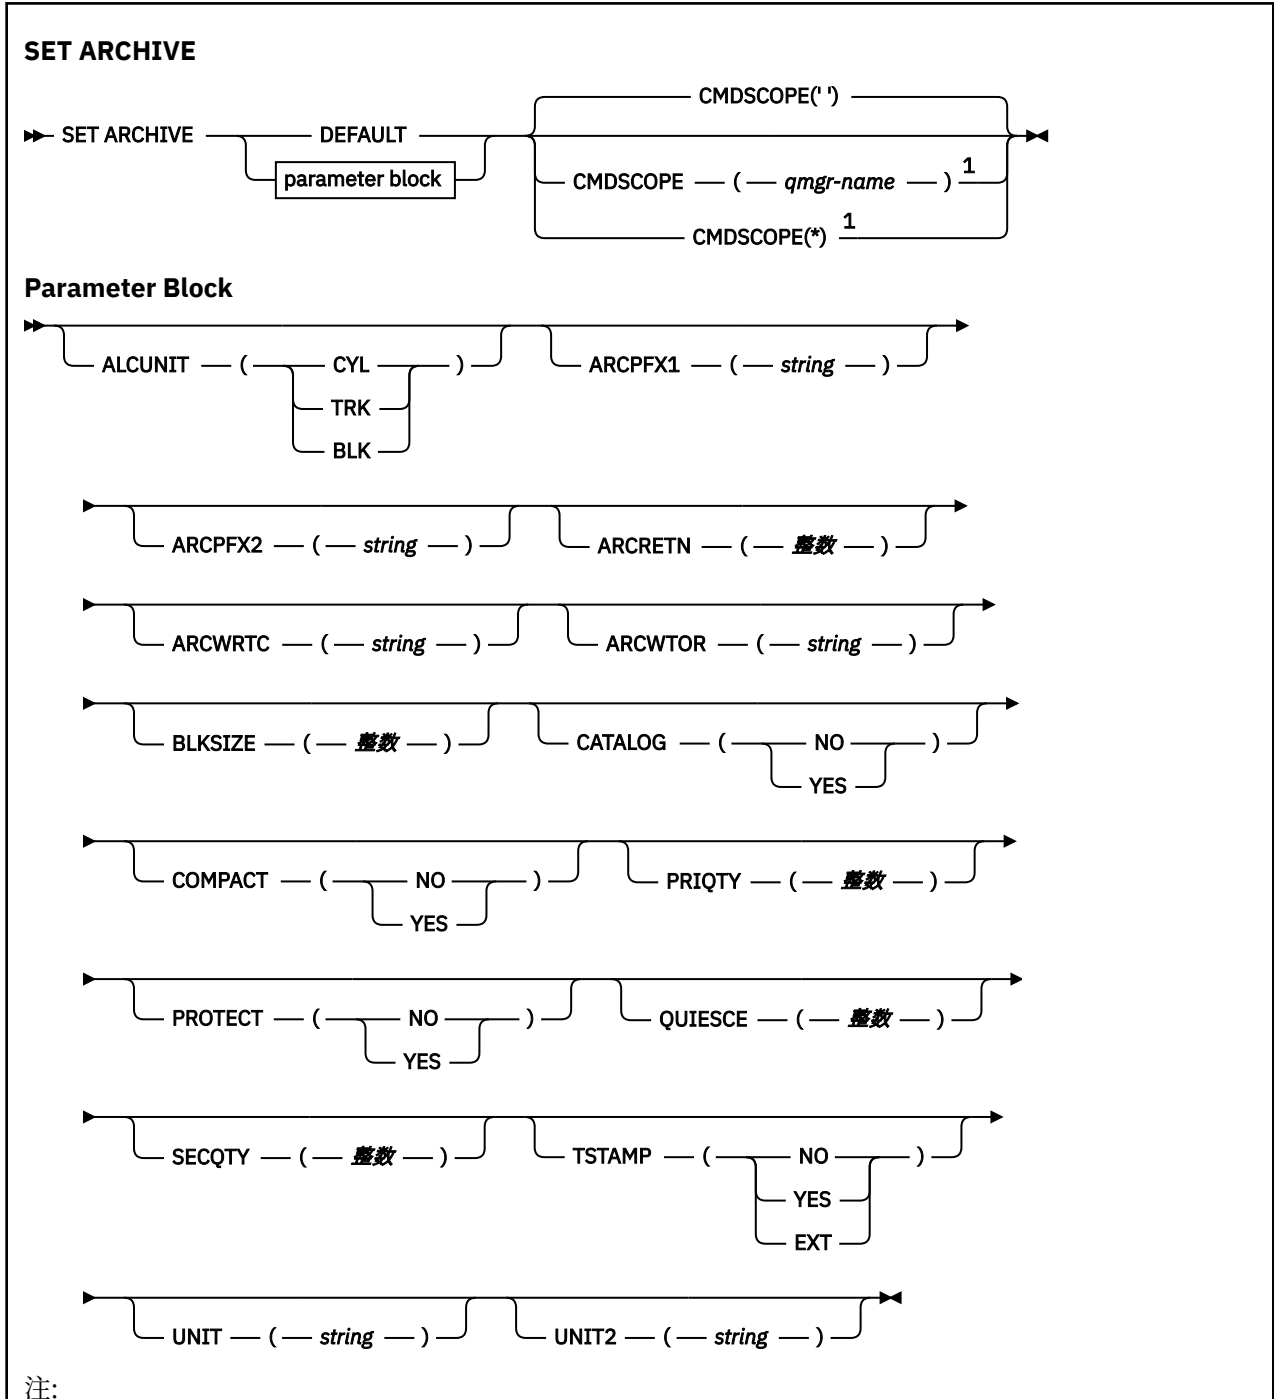 SET ARCHIVE
CMDSCOPE(' ')
SET ARCHIVE DEFAULT
parameter block
CMDSCOPE ( qmgr-name ) 1
CMDSCOPE(*) 1
Parameter Block
ALCUNIT ( CYL ) ARCPFX1 ( string )
TRK
BLK
ARCPFX2 ( string ) ARCRETN ( 整数 )
ARCWRTC ( string ) ARCWTOR ( string )
BLKSIZE ( 整数 ) CATALOG ( NO )
YES
COMPACT ( NO ) PRIQTY ( 整数 )
YES
PROTECT ( NO ) QUIESCE ( 整数 )
YES
SECQTY ( 整数 ) TSTAMP ( NO )
YES
EXT
UNIT ( string ) UNIT2 ( string )
注: